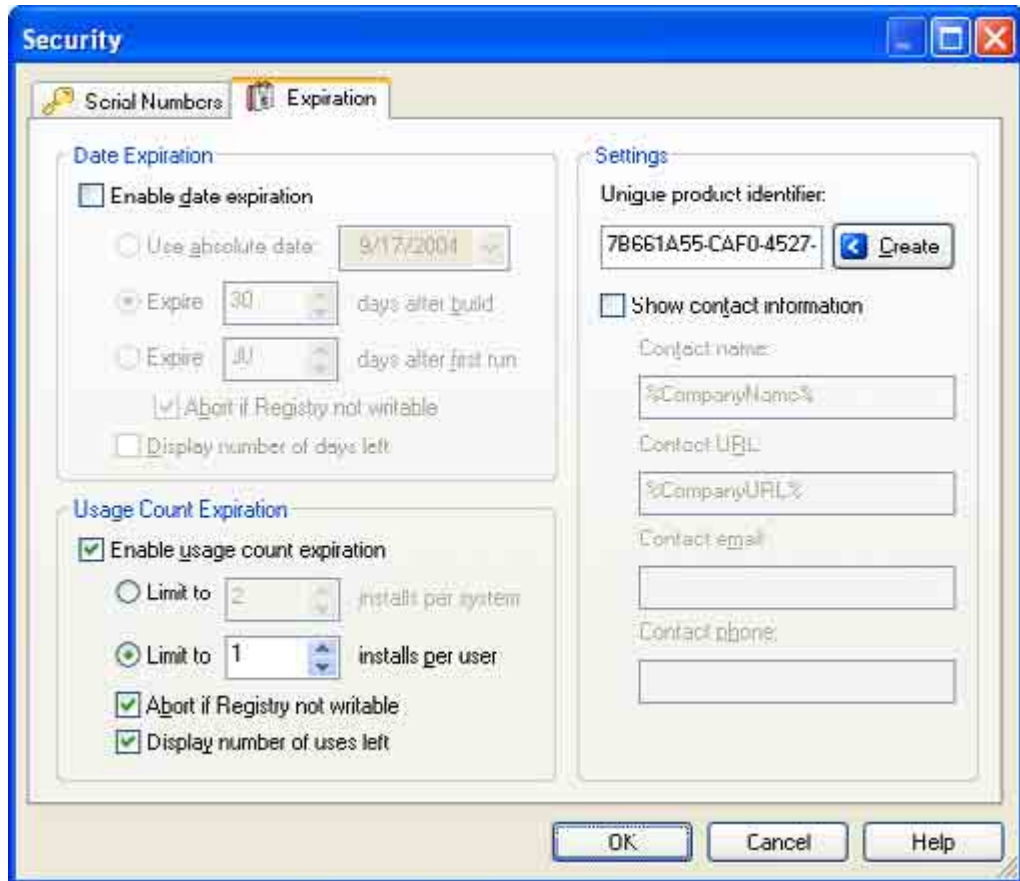 Security
Serial Numbers
Expiration
Date Expiration
Enable date expiration
Use absolute date:
9/17/2004
Expire 30 days after build
Expire 30 days after first run
Abort if Registry not writable
Display number of days left
Usage Count Expiration
Enable usage count expiration
Limit to 2 installs per system
Limit to 1 installs per user
Abort if Registry not writable
Display number of uses left
Settings
Unique product identifier:
7B661A55-CAF0-4527-
Create
Show contact information
Contact name:
%CompanyName%
Contact URL
%CompanyURL%
Contact email
Contact phone:
OK
Cancel
Help